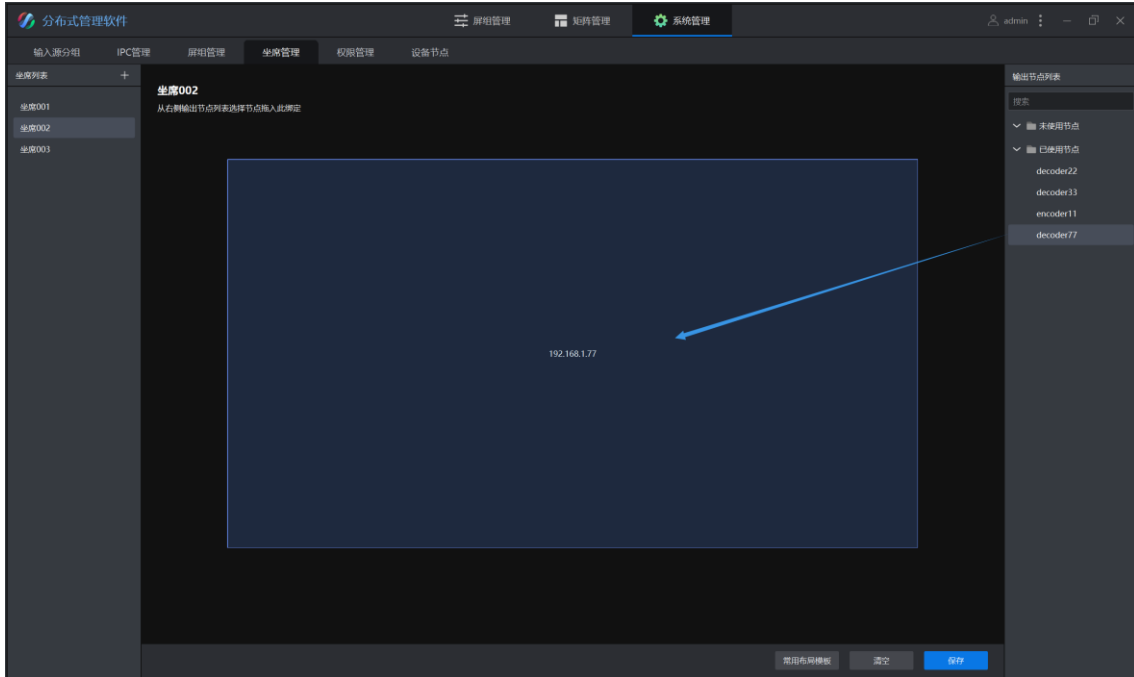 分布式管理软件
屏组管理
矩阵管理
系统管理
admin
输入源分组
IPC管理
屏组管理
坐席管理
权限管理
设备节点
坐席列表
坐席001
坐席002
坐席003
坐席002
从右侧输出节点列表选择节点拖入此绑定
192.168.1.77
输出节点列表
搜索
未使用节点
已使用节点
decoder22
decoder33
encoder11
decoder77
常用布局模板
清空
保存